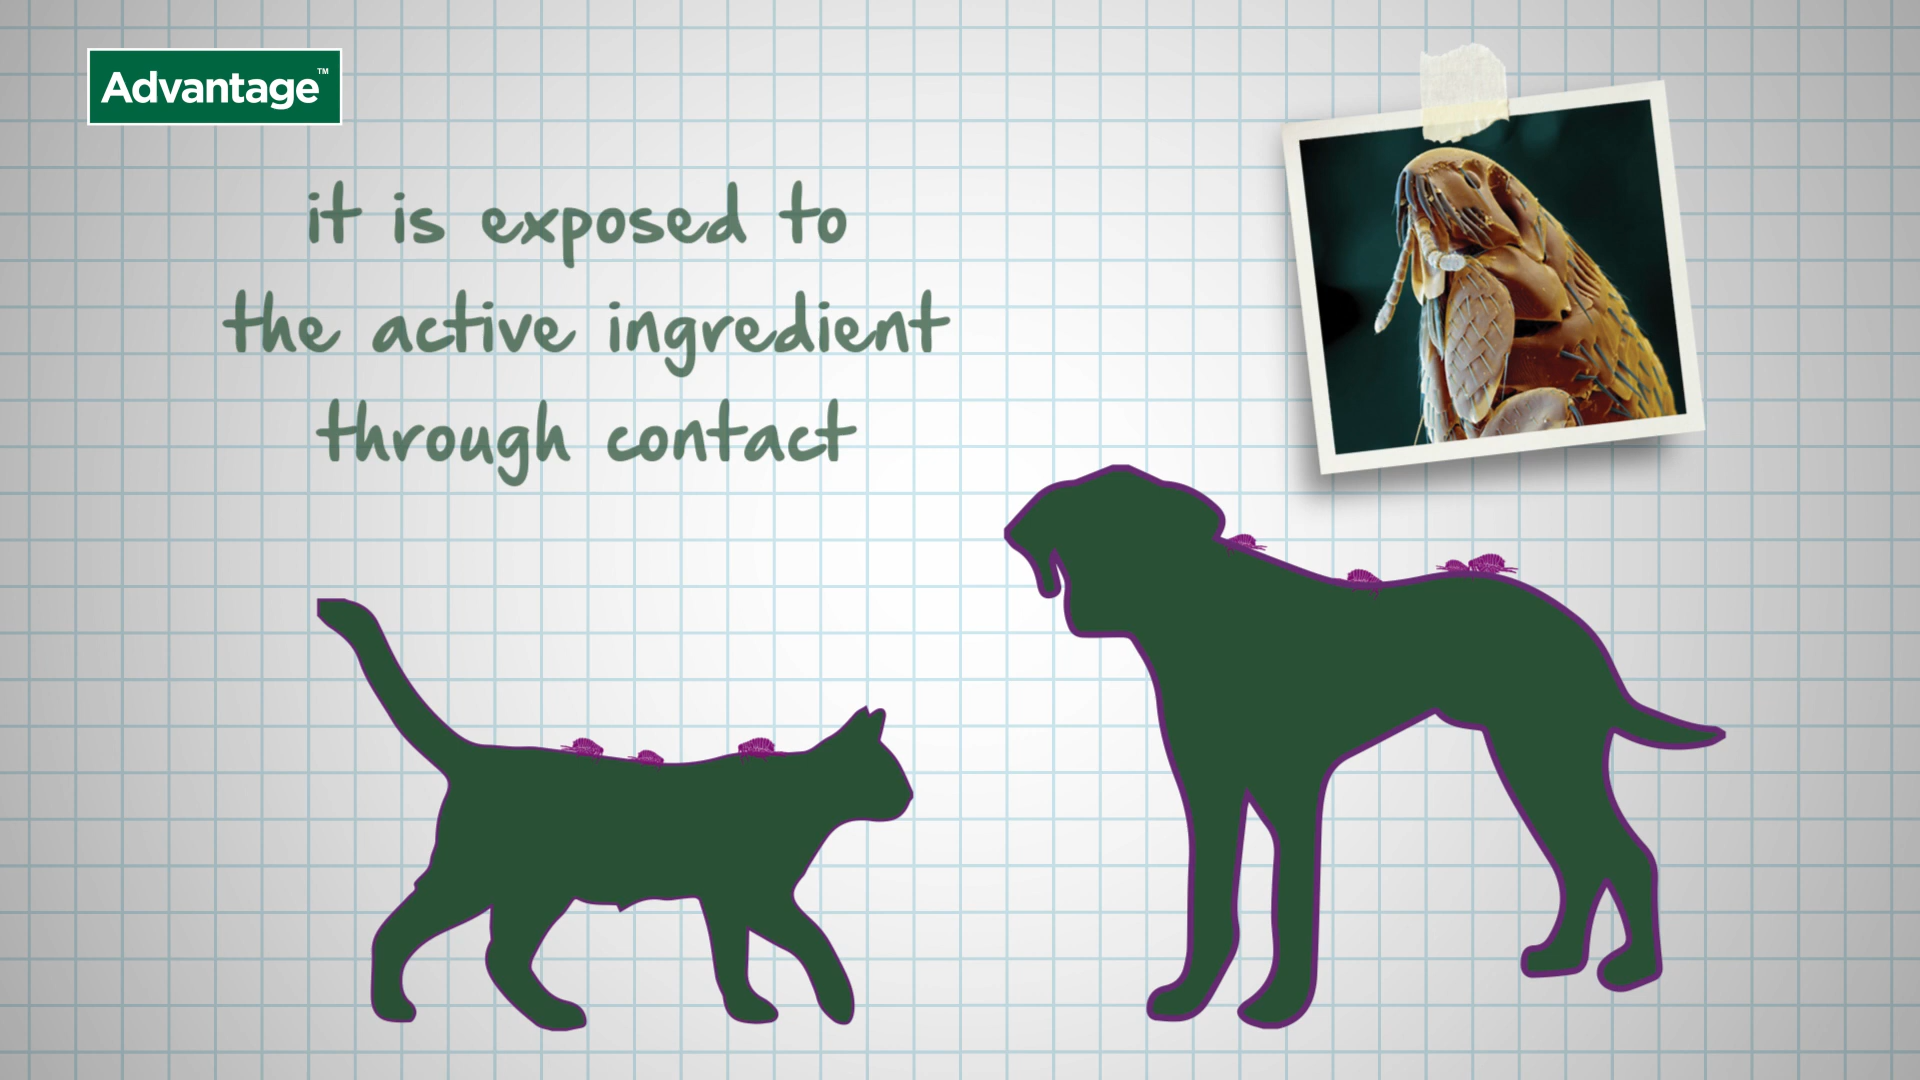 Advantage™
it is exposed to
the active ingredient
through contact